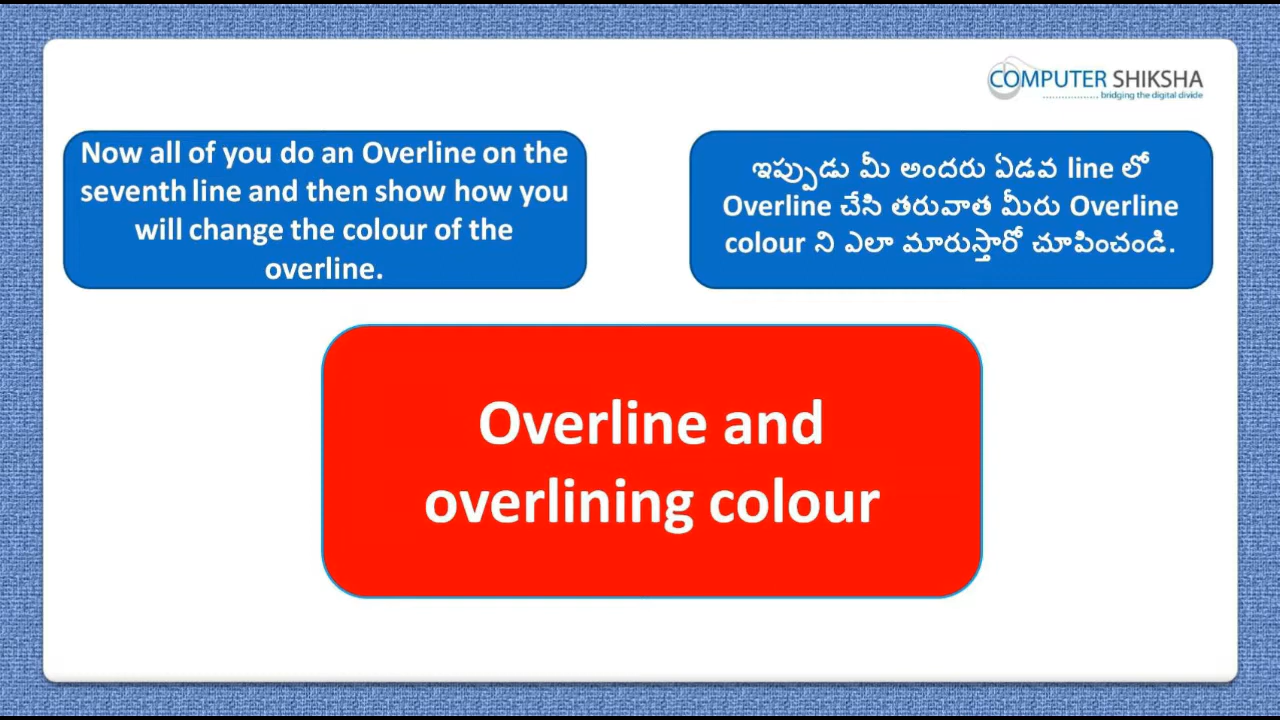 COMPUTER SHIKSHA
bridging the digital divide
Now all of you do an Overline on the
seventh line and then show how you
will change the colour of the
overline.
ఇప్పుడు మీ అందరు ఏడవ line లో
Overline చేసి తరువాత మీరు Overline
colour ని ఎలా మారుస్తారో చూపించండి.
Overline and
overlining colour